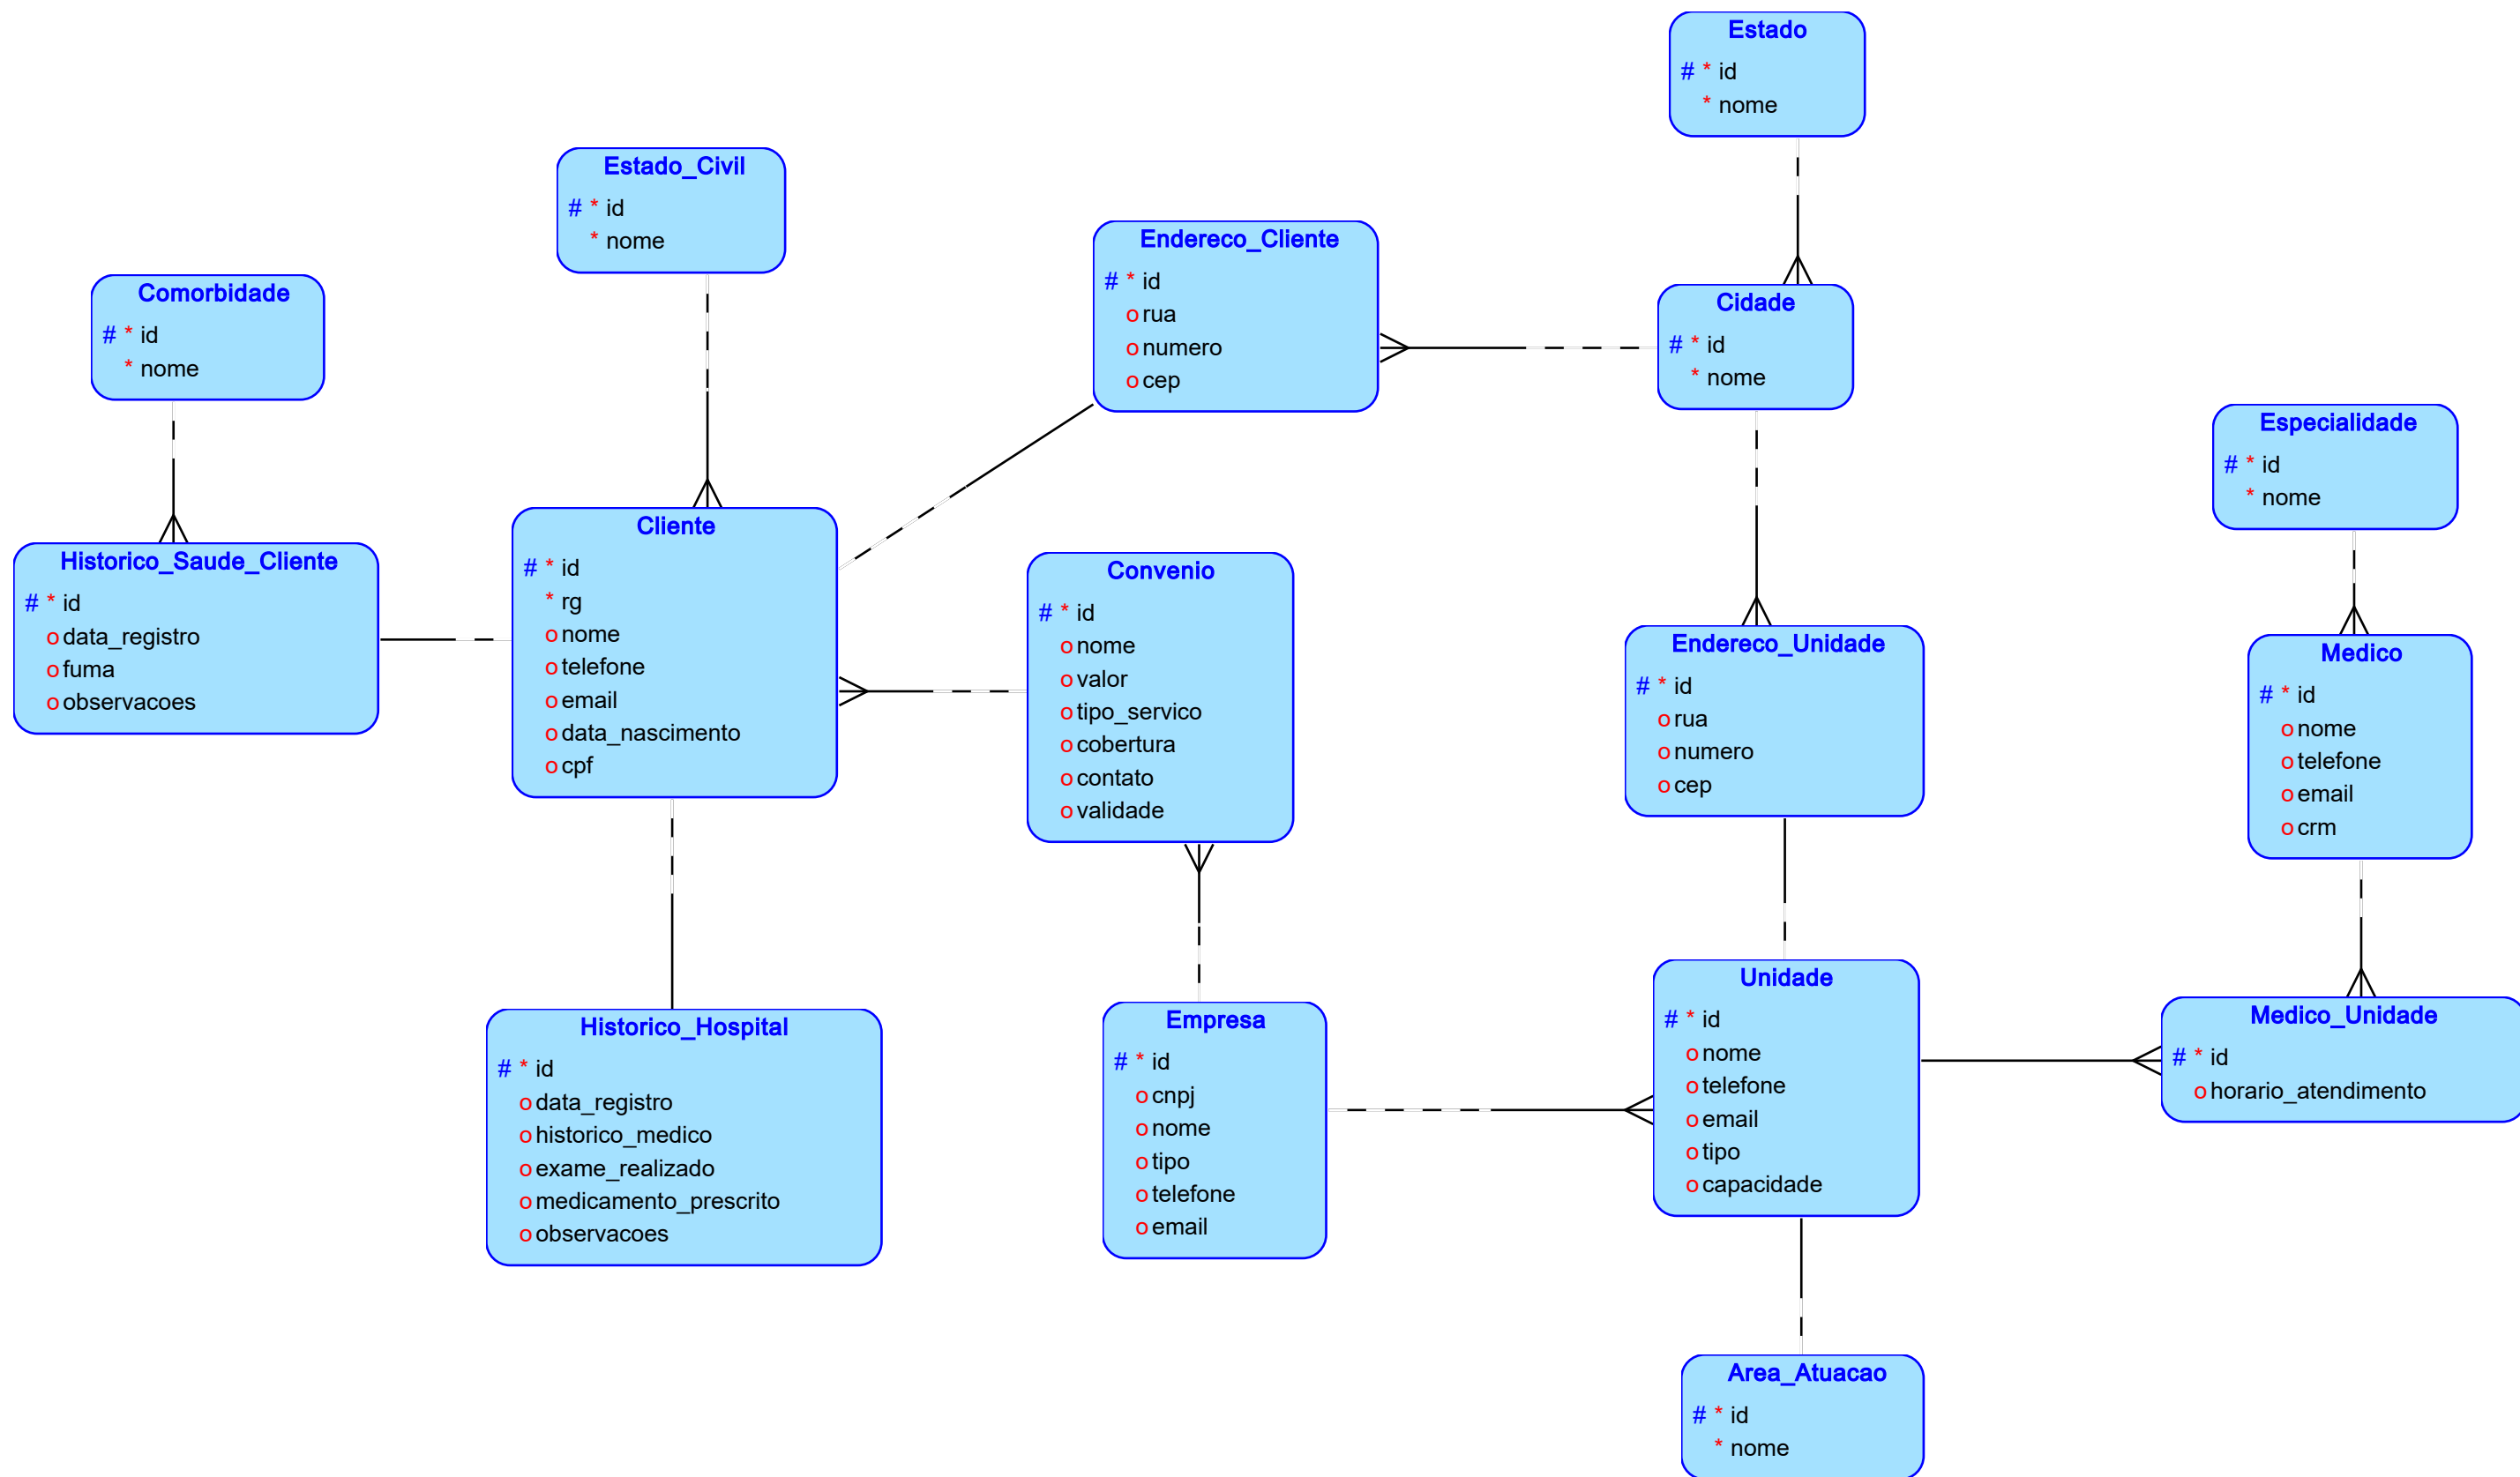 Estado
# * id
* nome
Estado_Civil
# * id
* nome
Endereco_Cliente
# * id
o rua
o numero
o cep
Comorbidade
# * id
* nome
Cidade
# * id
* nome
Especialidade
# * id
* nome
Cliente
# * id
* rg
o nome
o telefone
o email
o data_nascimento
o cpf
Historico_Saude_Cliente
# * id
o data_registro
o fuma
o observacoes
Convenio
# * id
o nome
o valor
o tipo_servico
o cobertura
o contato
o validade
Endereco_Unidade
# * id
o rua
o numero
o cep
Medico
# * id
o nome
o telefone
o email
o crm
Unidade
# * id
o nome
o telefone
o email
o tipo
o capacidade
Medico_Unidade
# * id
o horario_atendimento
Empresa
# * id
o cnpj
o nome
o tipo
o telefone
o email
Historico_Hospital
# * id
o data_registro
o historico_medico
o exame_realizado
o medicamento_prescrito
o observacoes
Area_Atuacao
# * id
* nome